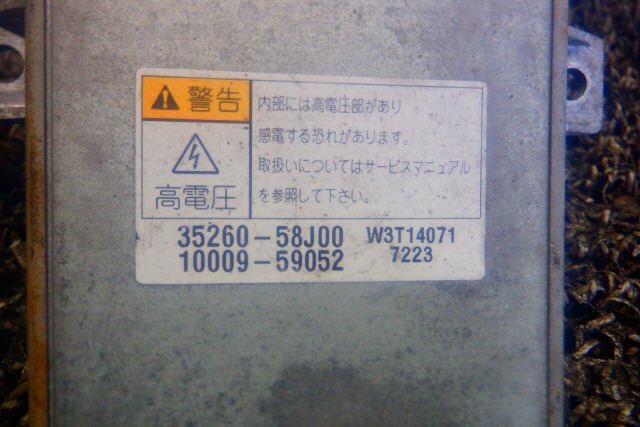 警告
高電圧
内部には高電圧部があり
感電する恐れがあります。
取扱いについてはサービスマニュアル
を参照して下さい。
35260-58J00 W3T14071
10009-59052 7223